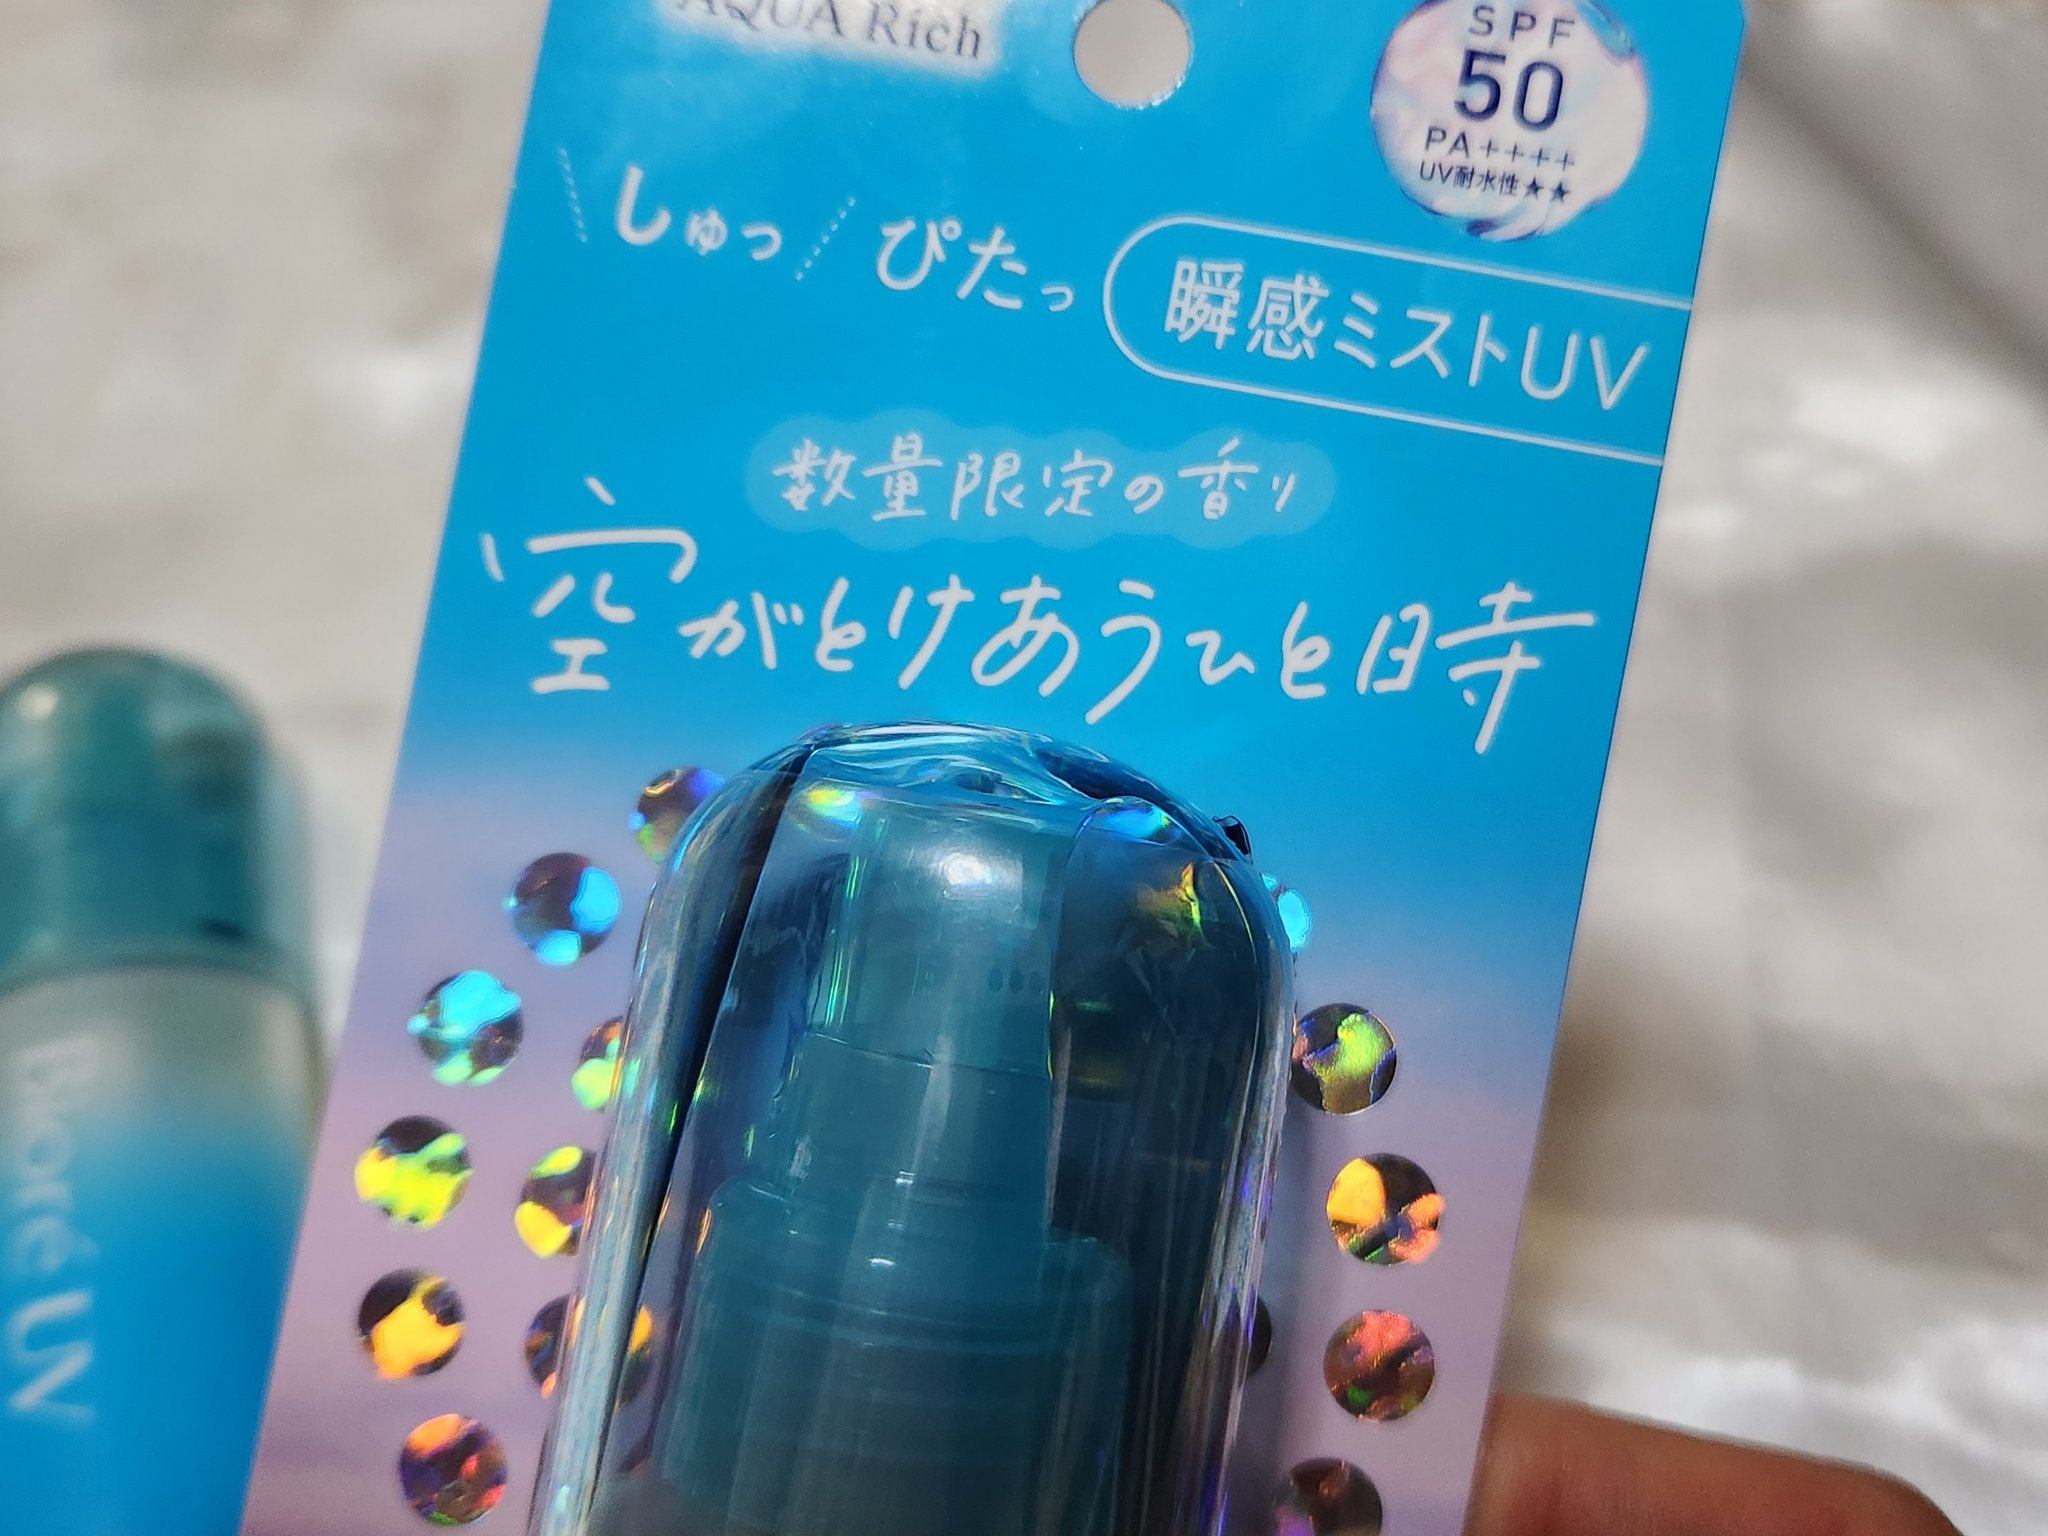 AQUA Rich
SPF
50
PA++++
UV耐水性★★
\しゅっ/ ぴたっ
瞬感ミストUV
数量限定の香り
空がとけあうひと時
Bioré UV